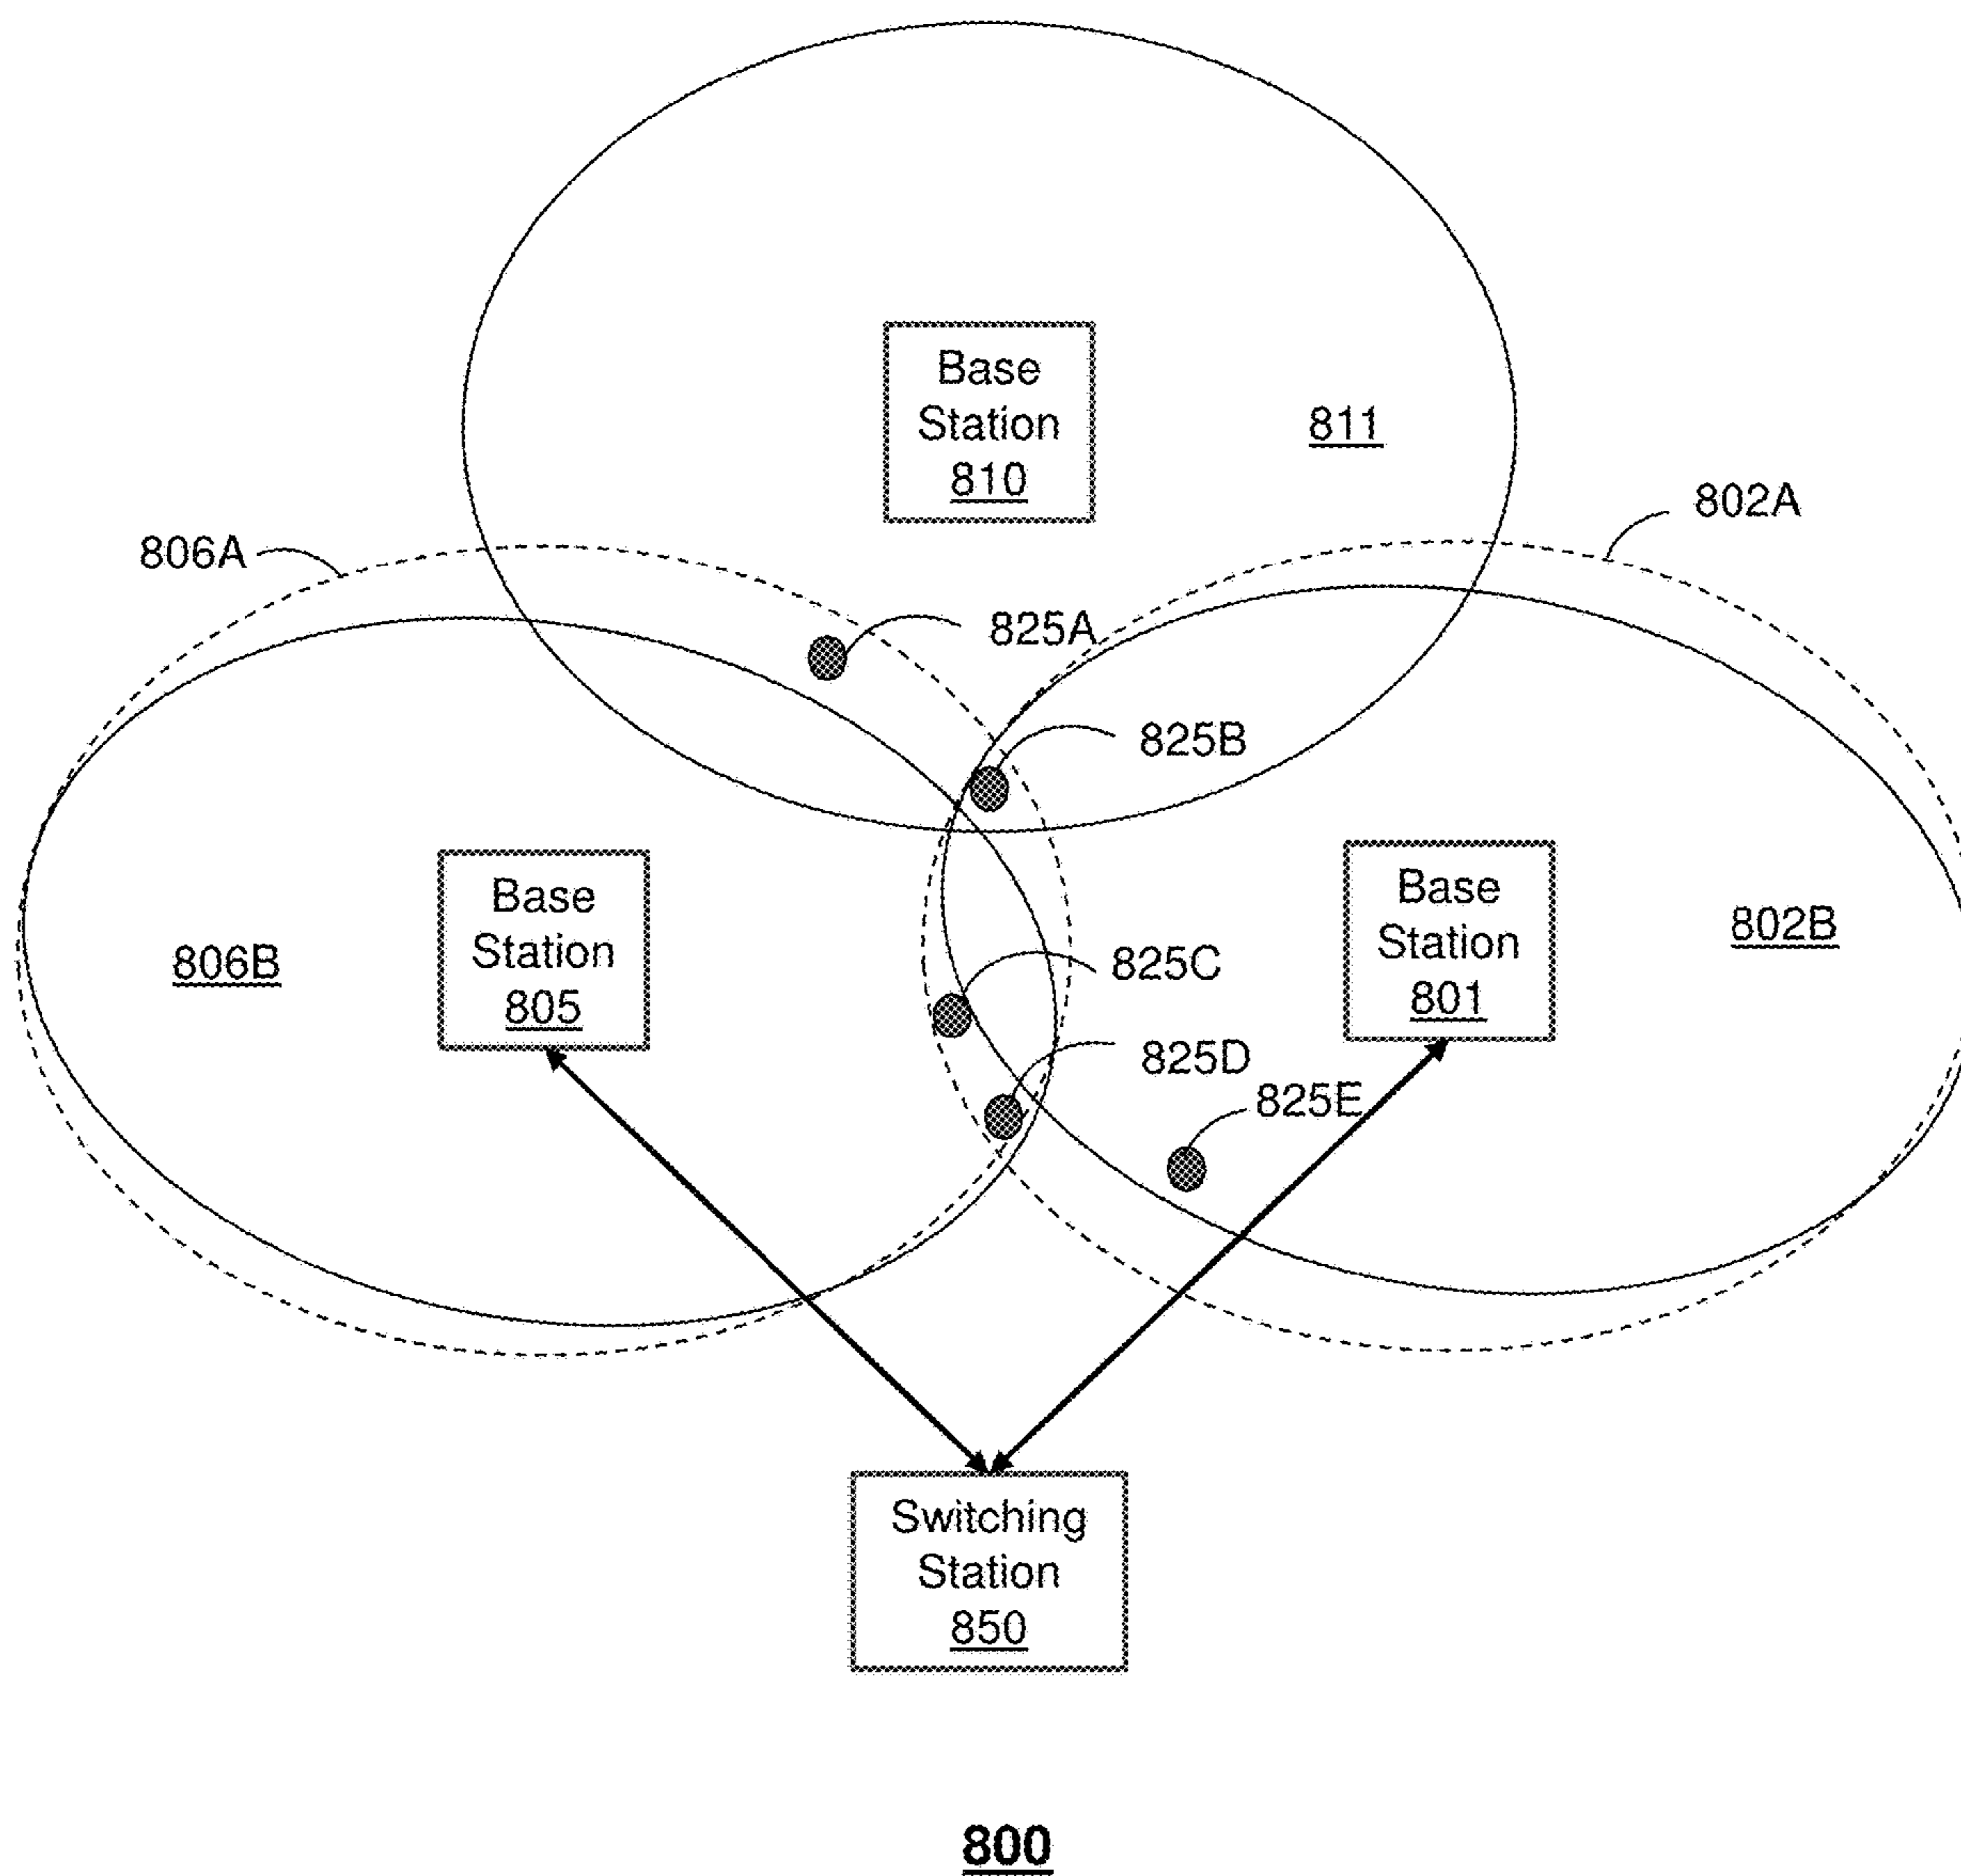 Base
Station
810
811
802A
806A
825A
825B
Base
Station
805
Base
Station
801
802B
806B
825C
825D
825E
Switching
Station
850
800